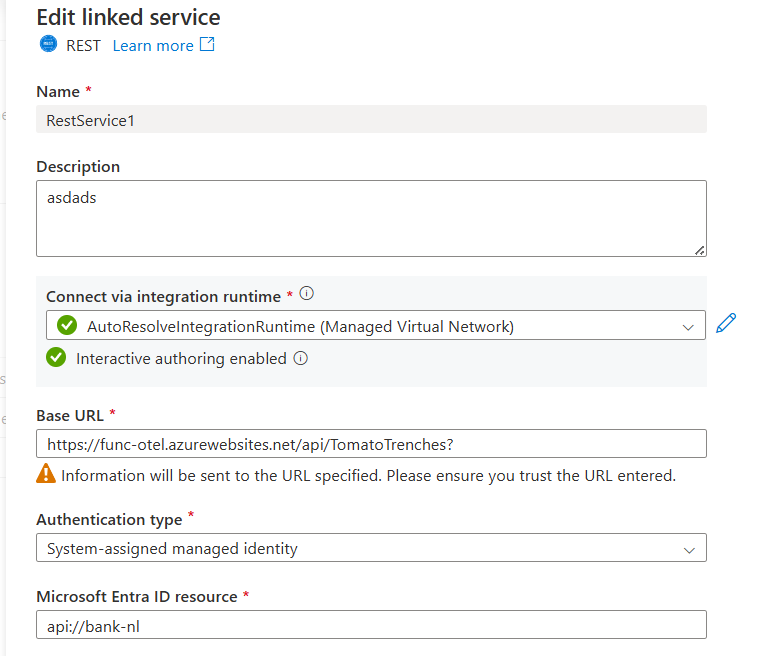 Edit linked service
REST Learn more
Name *
RestService1
Description
asdads
Connect via integration runtime *
AutoResolveIntegrationRuntime (Managed Virtual Network)
Interactive authoring enabled
Base URL *
https://func-otel.azurewebsites.net/api/TomatoTrenches?
Information will be sent to the URL specified. Please ensure you trust the URL entered.
Authentication type *
System-assigned managed identity
Microsoft Entra ID resource *
api://bank-nl